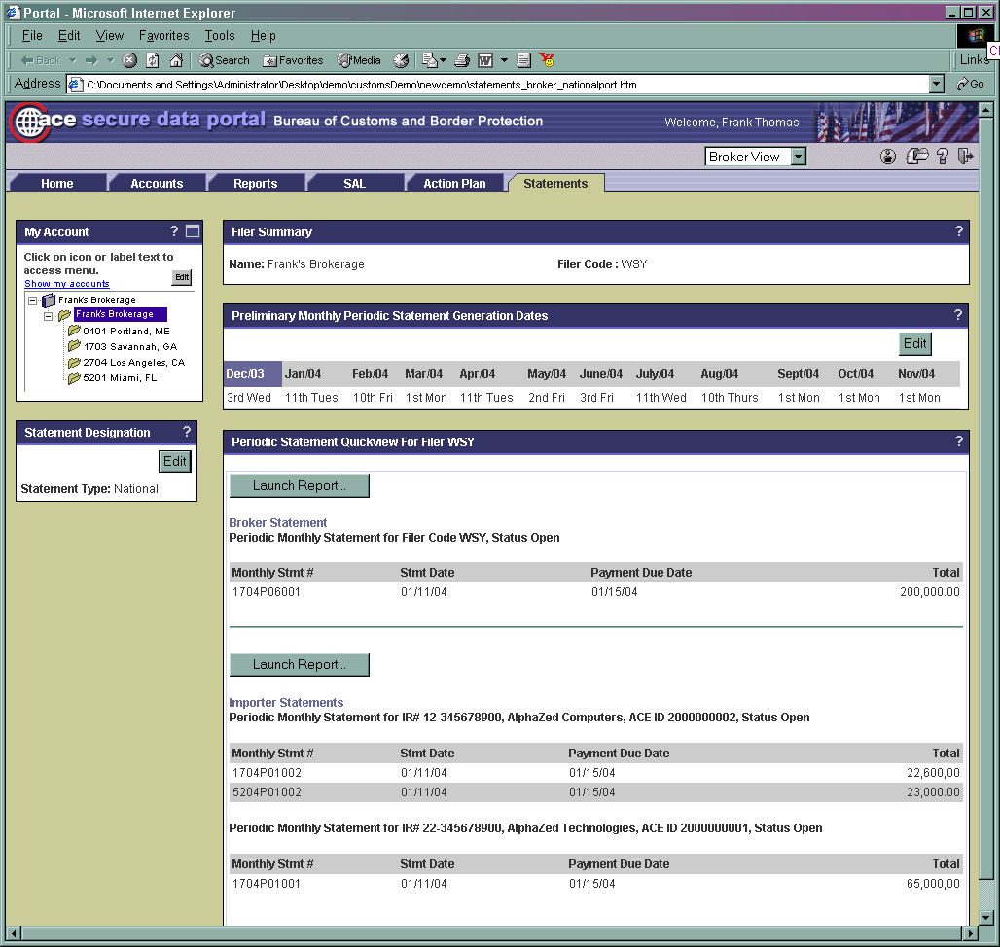 Portal - Microsoft Internet Explorer
File Edit View Favorites Tools Help
Back Search Favorites Media
Links
Address C:\Documents and Settings\Administrator\Desktop\demo\customsDemo\newdemo\statements_broker_nationalport.htm Go
ace secure data portal Bureau of Customs and Border Protection Welcome, Frank Thomas
Broker View ?
Home Accounts Reports SAL Action Plan Statements
My Account ?
Click on icon or label text to
access menu.
Show my accounts Edit
Frank's Brokerage
Frank's Brokerage
0101 Portland, ME
1703 Savannah, GA
2704 Los Angeles, CA
5201 Miami, FL
Statement Designation ?
Edit
Statement Type: National
Filer Summary ?
Name: Frank's Brokerage Filer Code : WSY
Preliminary Monthly Periodic Statement Generation Dates ?
Edit
Dec/03 Jan/04 Feb/04 Mar/04 Apr/04 May/04 June/04 July/04 Aug/04 Sept/04 Oct/04 Nov/04
3rd Wed 11th Tues 10th Fri 1st Mon 11th Tues 2nd Fri 3rd Fri 11th Wed 10th Thurs 1st Mon 1st Mon 1st Mon
Periodic Statement Quickview For Filer WSY ?
Launch Report...
Broker Statement
Periodic Monthly Statement for Filer Code WSY, Status Open
Monthly Stmt # Stmt Date Payment Due Date Total
1704P06001 01/11/04 01/15/04 200,000.00
Launch Report...
Importer Statements
Periodic Monthly Statement for IR# 12-345678900, AlphaZed Computers, ACE ID 2000000002, Status Open
Monthly Stmt # Stmt Date Payment Due Date Total
1704P01002 01/11/04 01/15/04 22,600,00
5204P01002 01/11/04 01/15/04 23,000.00
Periodic Monthly Statement for IR# 22-345678900, AlphaZed Technologies, ACE ID 2000000001, Status Open
Monthly Stmt # Stmt Date Payment Due Date Total
1704P01001 01/11/04 01/15/04 65,000,00